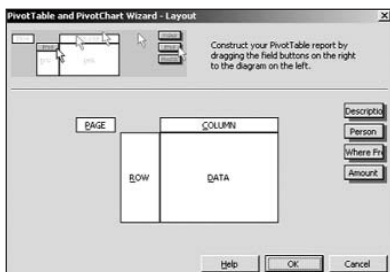 PivotTable and PivotChart Wizard - Layout
Construct your PivotTable report by
dragging the field buttons on the right
to the diagram on the left.
PAGE
COLUMN
ROW
DATA
Descriptio
Person
Where Fr
Amount
Help
OK
Cancel